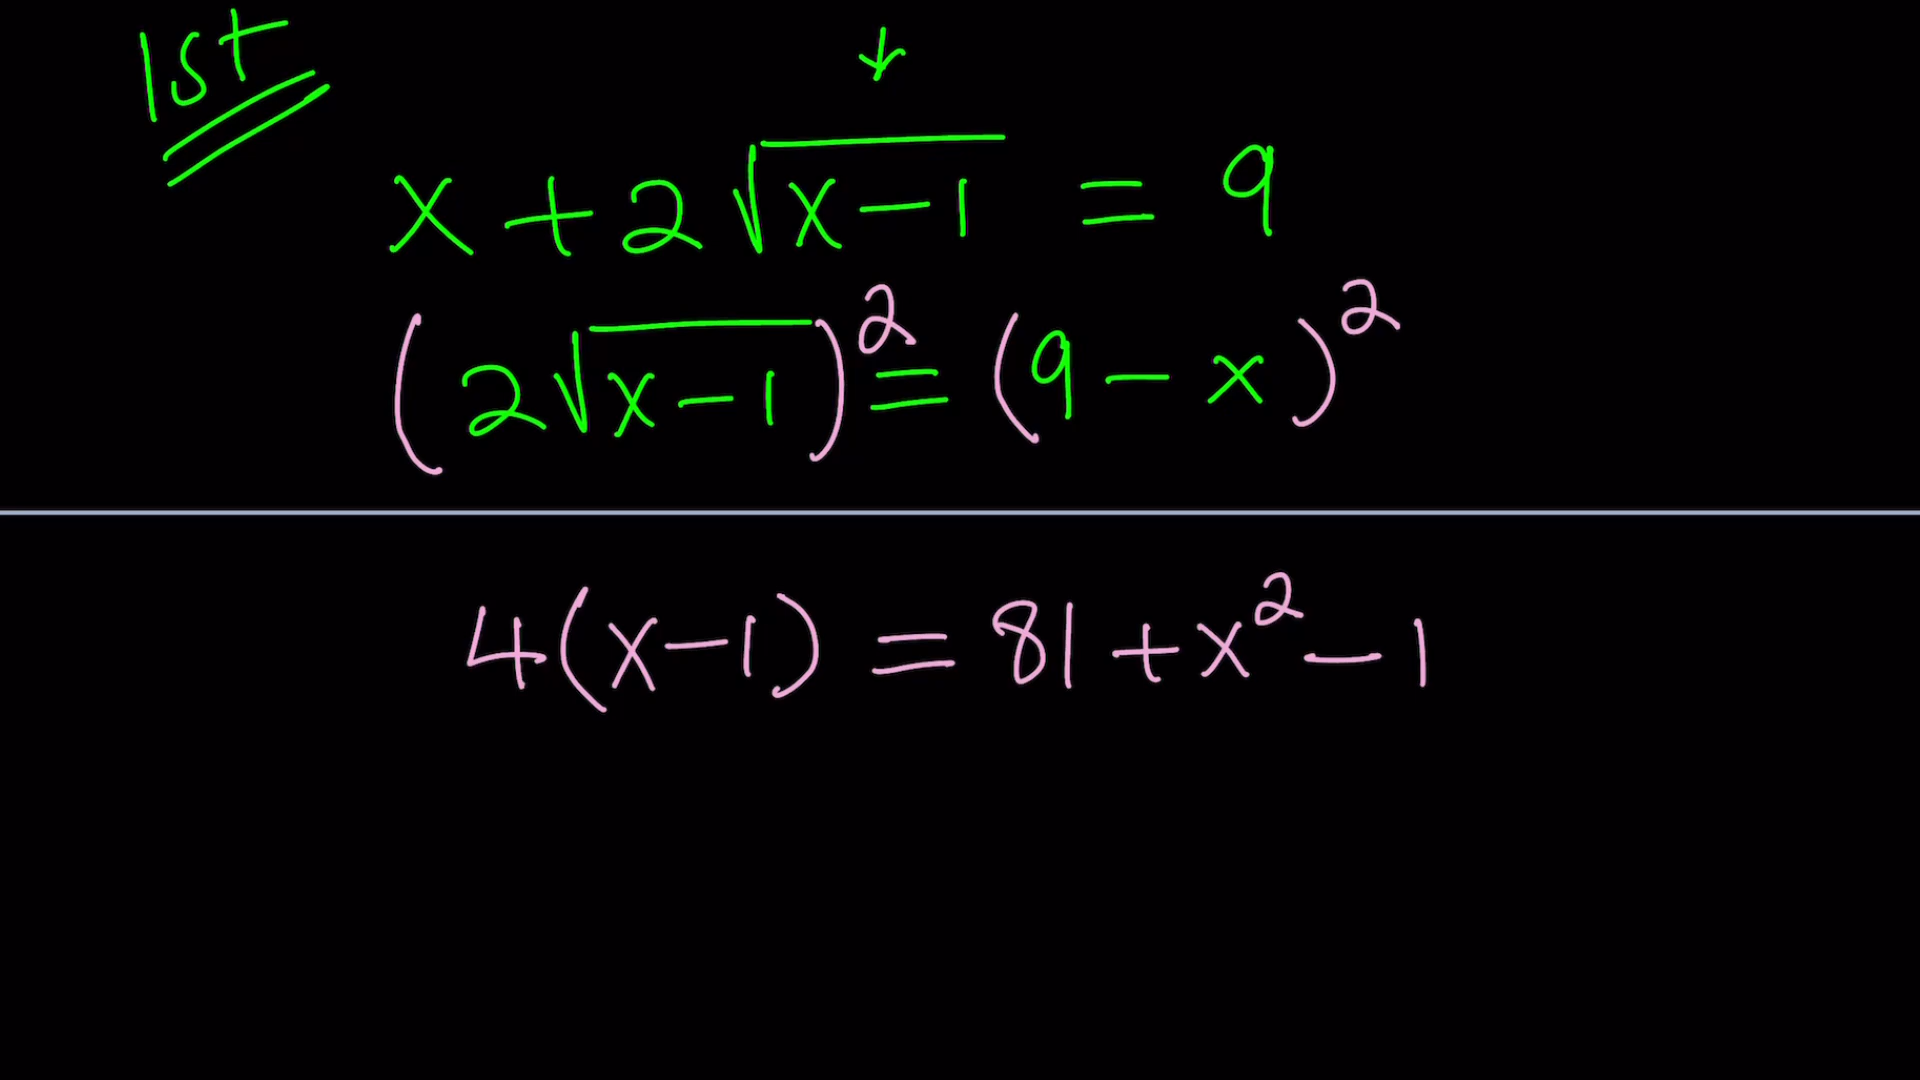 1st
x + 2√(x-1) = 9
(2√(x-1))² = (9 - x)²
4(x-1) = 81 + x² - 1